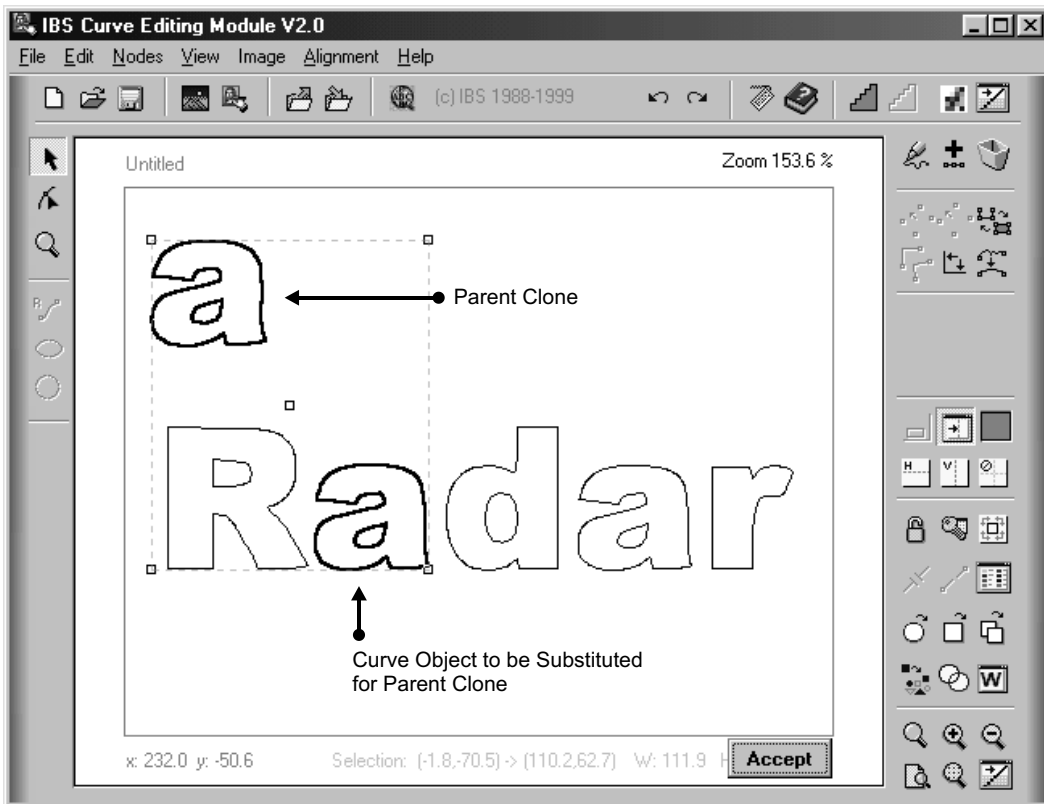 IBS Curve Editing Module V2.0
File Edit Nodes View Image Alignment Help
(c) IBS 1988-1999
Untitled
Zoom 153.6 %
a
Parent Clone
Radar
Curve Object to be Substituted
for Parent Clone
x: 232.0 y: -50.6
Selection: (-1.8,-70.5) -> (110.2,62.7) W: 111.9 H
Accept
R
H
V
W